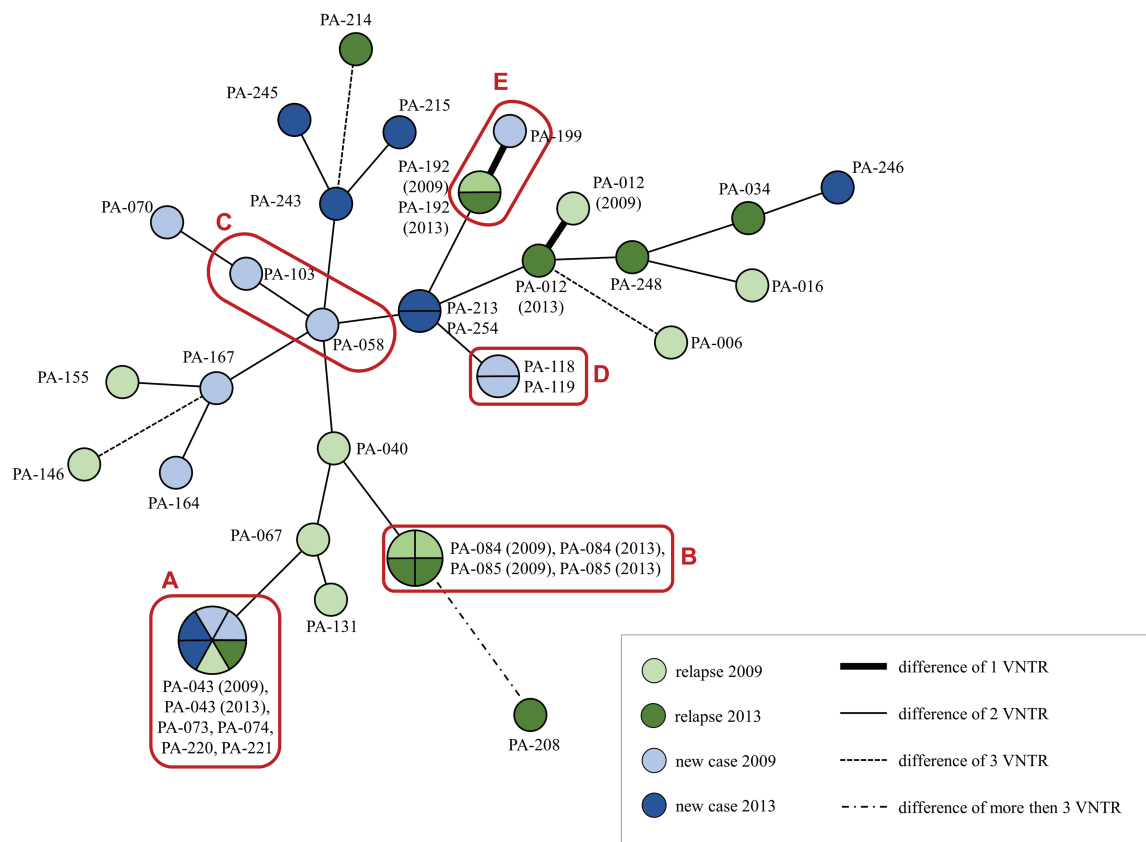 PA-214
E
PA-245
PA-215
PA-199
PA-192
(2009)
PA-192
(2013)
PA-012
(2009)
PA-246
PA-034
PA-243
PA-070
C
PA-103
PA-012
(2013)
PA-248
PA-016
PA-213
PA-254
PA-058
PA-006
PA-167
PA-155
PA-118
PA-119
D
PA-146
PA-164
PA-040
PA-067
PA-084 (2009), PA-084 (2013),
PA-085 (2009), PA-085 (2013)
B
A
PA-131
PA-043 (2009),
PA-043 (2013),
PA-073, PA-074,
PA-220, PA-221
PA-208
relapse 2009
relapse 2013
new case 2009
new case 2013
difference of 1 VNTR
difference of 2 VNTR
difference of 3 VNTR
difference of more then 3 VNTR